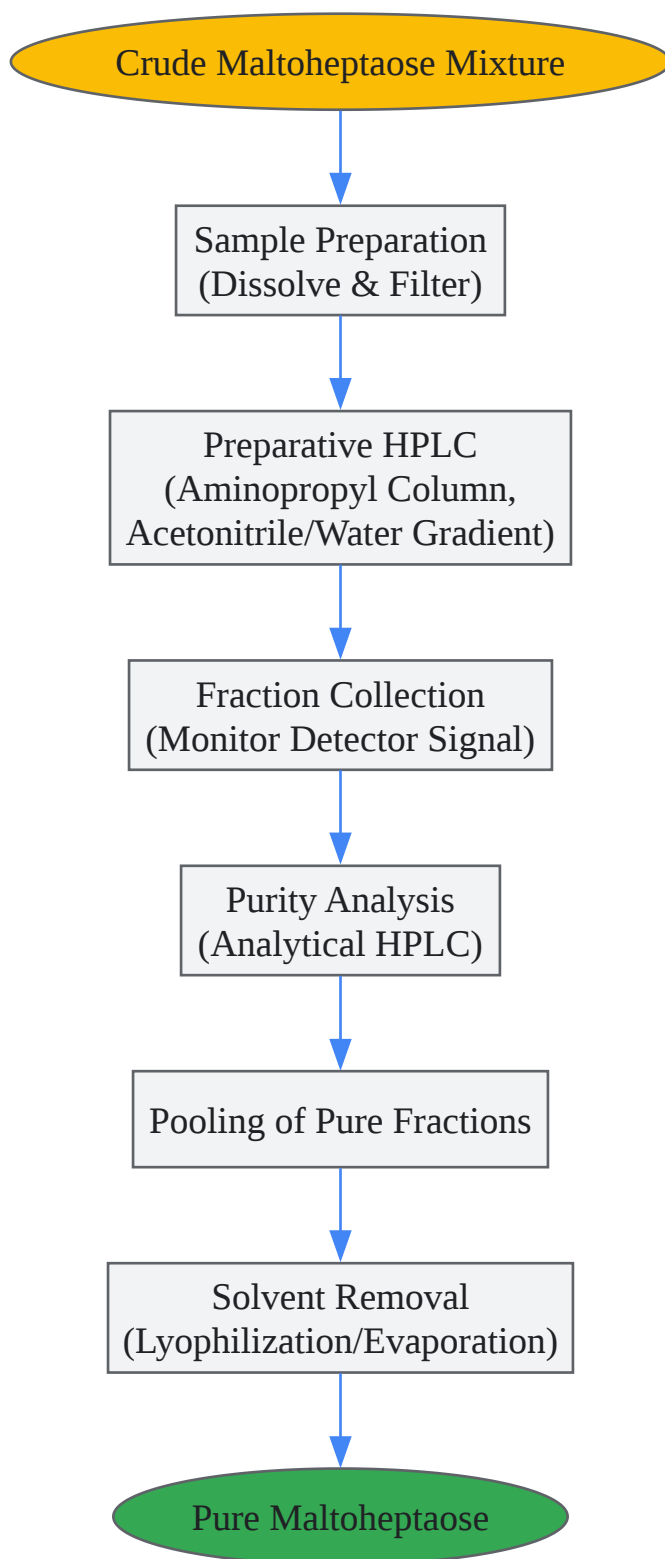 Crude Maltoheptaose Mixture
Sample Preparation
(Dissolve & Filter)
Preparative HPLC
(Aminopropyl Column,
Acetonitrile/Water Gradient)
Fraction Collection
(Monitor Detector Signal)
Purity Analysis
(Analytical HPLC)
Pooling of Pure Fractions
Solvent Removal
(Lyophilization/Evaporation)
Pure Maltoheptaose